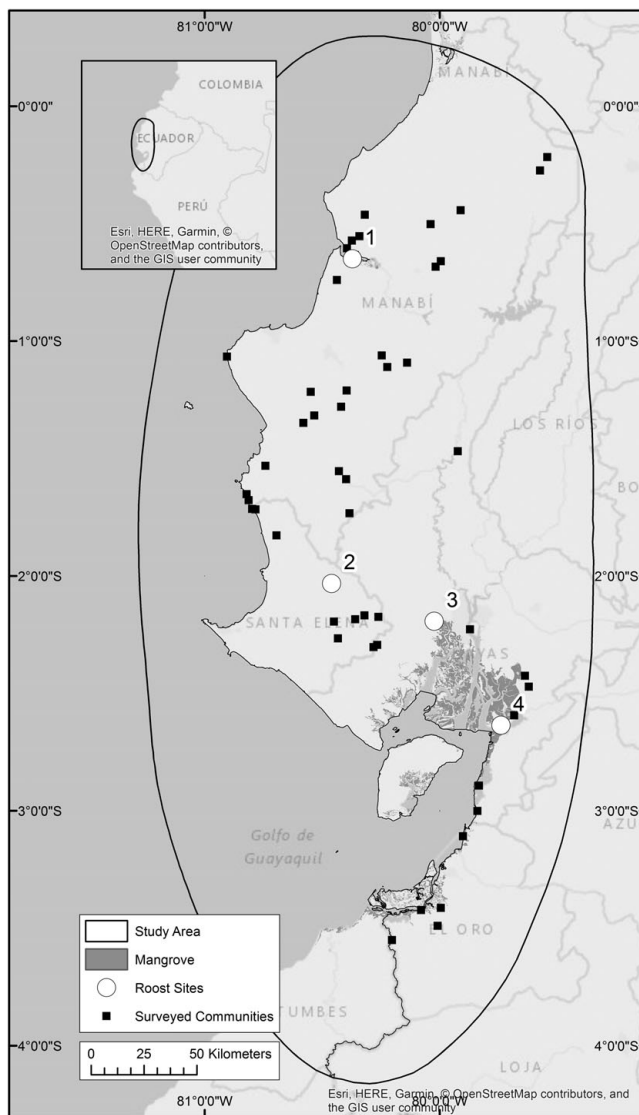 81°0'0"W 80°0'0"W
MANABÍ
COLOMBIA
0°0'0" 0°0'0"
ECUADOR
PERÚ
Esri, HERE, Garmin, ©
OpenStreetMap contributors,
and the GIS user community
1
MANABÍ
1°0'0"S 1°0'0"S
LOS RÍOS
BO
2°0'0"S 2 2°0'0"S
3
SANTA ELENA
YAS
4
3°0'0"S 3°0'0"S
AZU
Golfo de
Guayaquil
Study Area
Mangrove
Roost Sites
Surveyed Communities
EL ORO
TUMBES
4°0'0"S 4°0'0"S
0 25 50 Kilometers
LOJA
Esri, HERE, Garmin, © OpenStreetMap contributors, and
the GIS user community
81°0'0"W 80°0'0"W